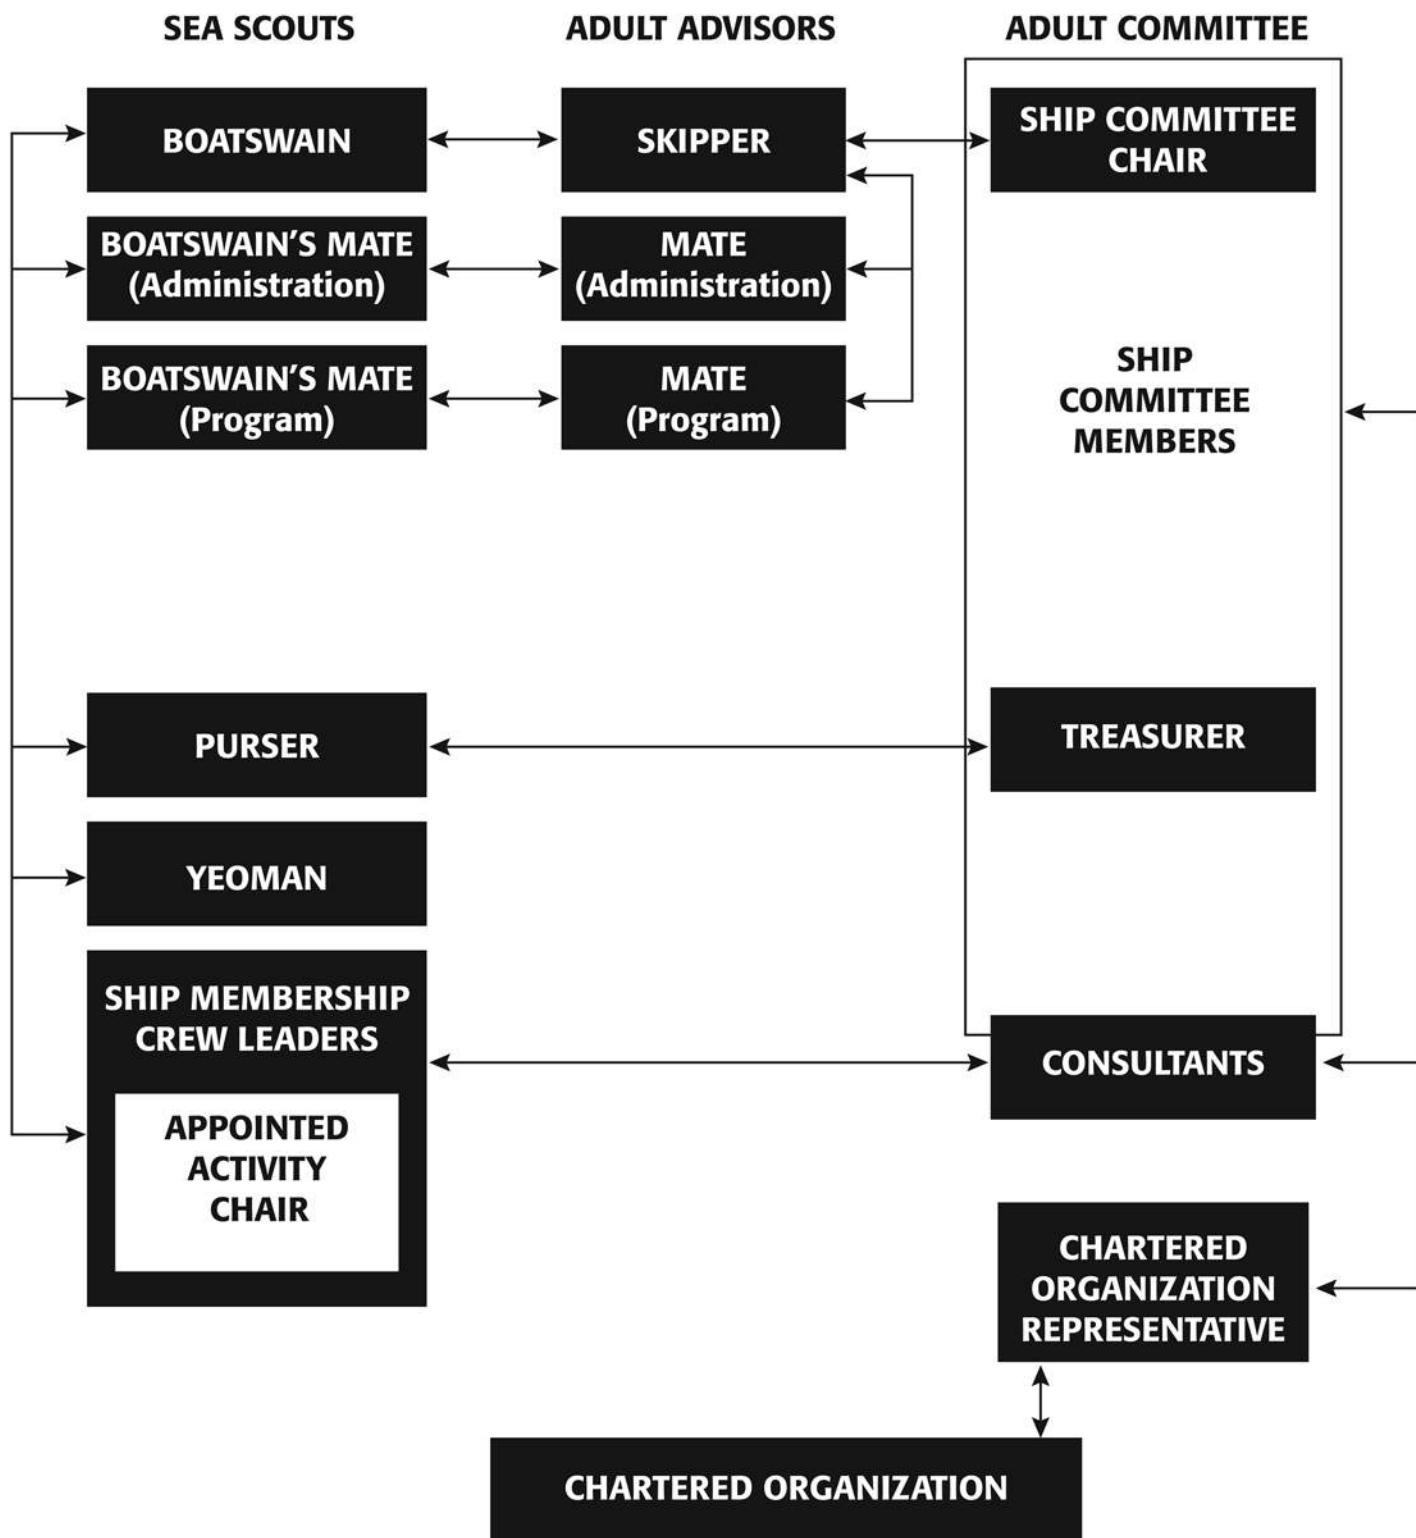 SEA SCOUTS
ADULT ADVISORS
ADULT COMMITTEE
BOATSWAIN
SKIPPER
SHIP COMMITTEE
CHAIR
BOATSWAIN'S MATE
(Administration)
MATE
(Administration)
BOATSWAIN'S MATE
(Program)
MATE
(Program)
SHIP
COMMITTEE
MEMBERS
PURSER
TREASURER
YEOMAN
SHIP MEMBERSHIP
CREW LEADERS
APPOINTED
ACTIVITY
CHAIR
CONSULTANTS
CHARTERED
ORGANIZATION
REPRESENTATIVE
CHARTERED ORGANIZATION